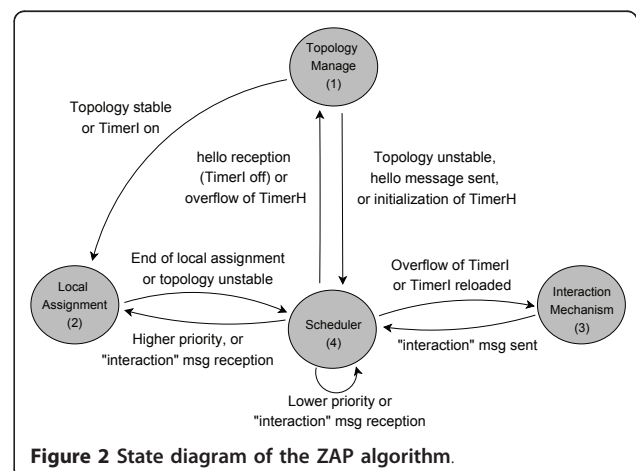 Topology
Manage
(1)
Topology stable
or TimerI on
hello reception
(TimerI off) or
overflow of TimerH
Topology unstable,
hello message sent,
or initialization of TimerH
End of local assignment
or topology unstable
Overflow of TimerI
or TimerI reloaded
Local
Assignment
(2)
Scheduler
(4)
Interaction
Mechanism
(3)
Higher priority, or
"interaction" msg reception
"interaction" msg sent
Lower priority or
"interaction" msg reception
Figure 2 State diagram of the ZAP algorithm.